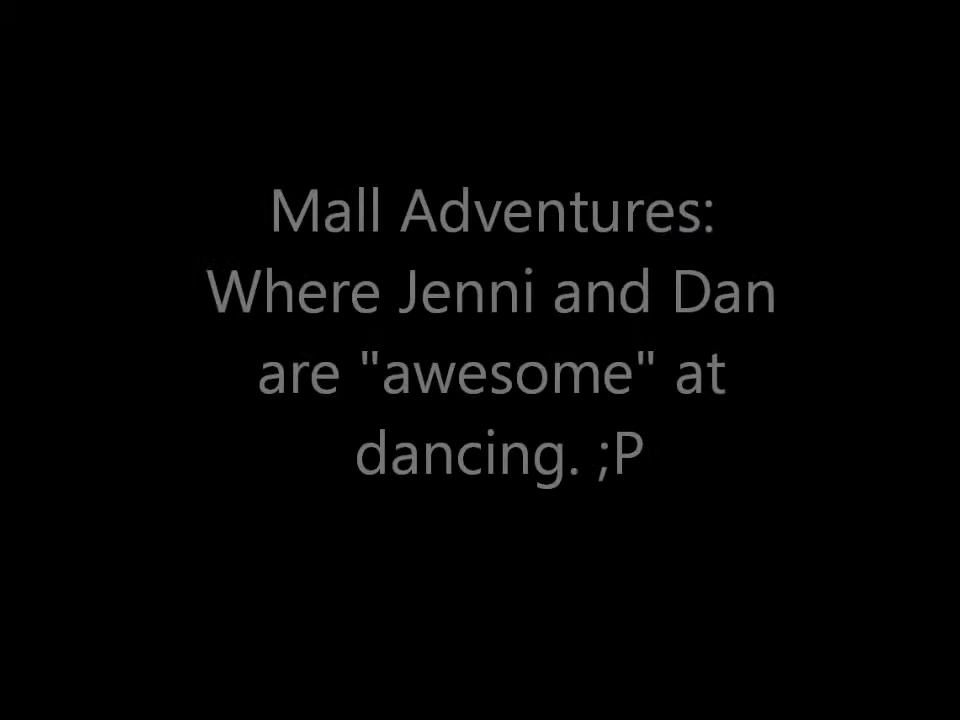 Mall Adventures:
Where Jenni and Dan
are "awesome" at
dancing. ;P